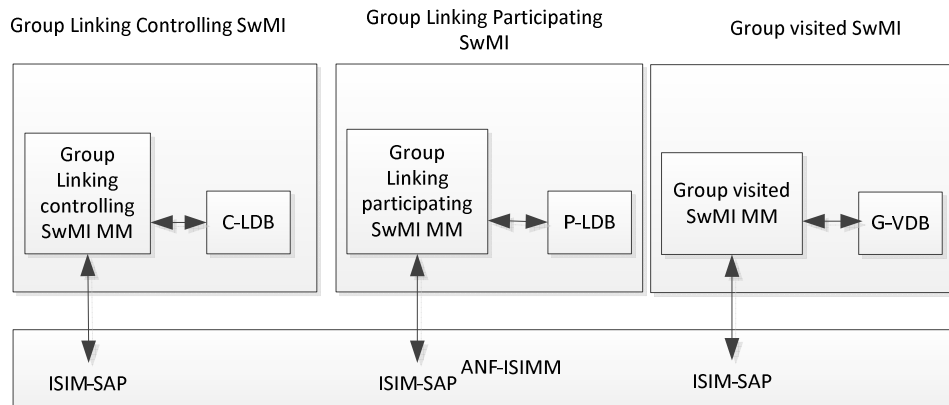 Group Linking Controlling SwMI
Group Linking Participating
SwMI
Group visited SwMI
Group
Linking
controlling
SwMI MM
C-LDB
Group
Linking
participating
SwMI MM
P-LDB
Group visited
SwMI MM
G-VDB
ANF-ISIMM
ISIM-SAP
ISIM-SAP
ISIM-SAP